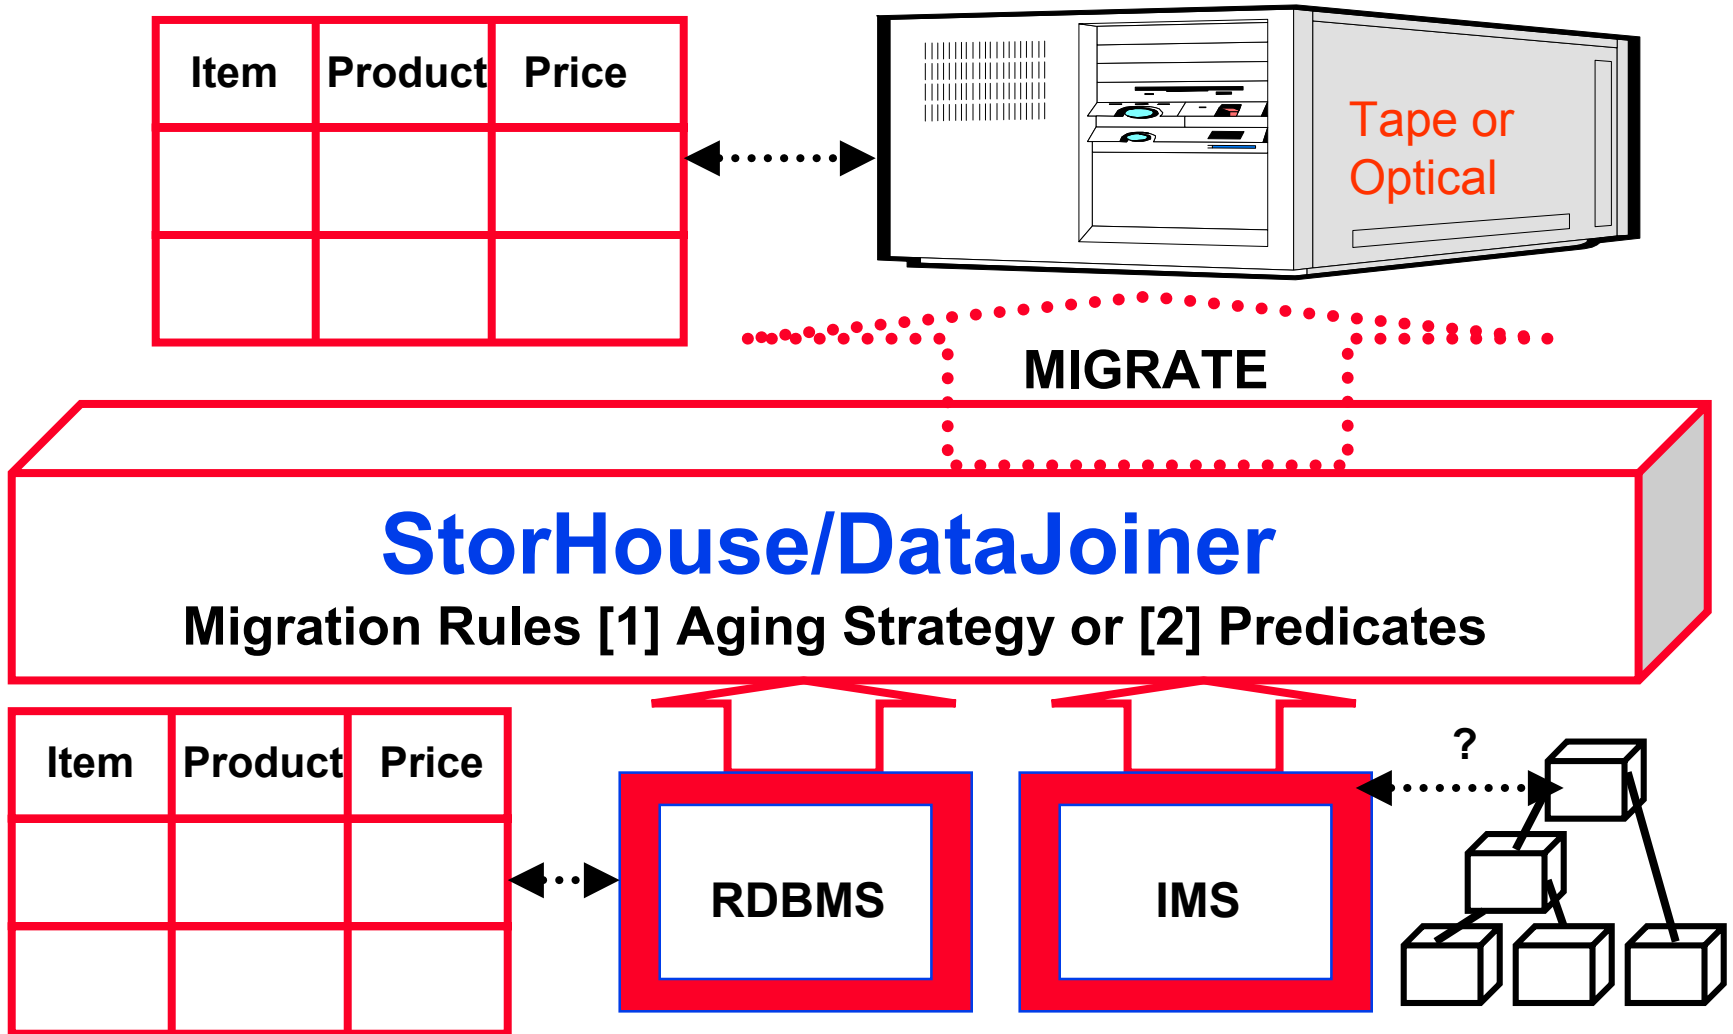 Item Product Price
Tape or
Optical
MIGRATE
StorHouse/DataJoiner
Migration Rules [1] Aging Strategy or [2] Predicates
Item Product Price
?
RDBMS
IMS